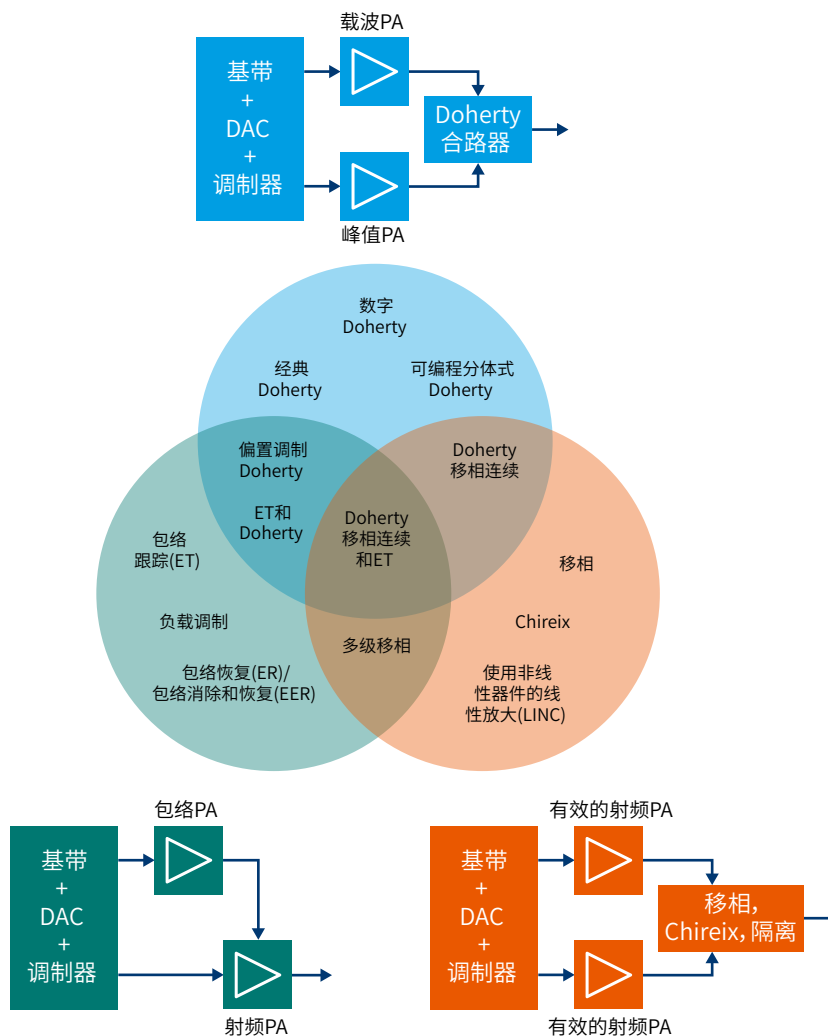 载波PA
基带
+
DAC
+
调制器
Doherty
合路器
峰值PA
数字
Doherty
经典
Doherty
可编程分体式
Doherty
偏置调制
Doherty
Doherty
移相连续
ET和
Doherty
Doherty
移相连续
和ET
包络
跟踪(ET)
移相
负载调制
Chireix
多级移相
包络恢复(ER)/
包络消除和恢复(EER)
使用非线
性器件的线
性放大(LINC)
包络PA
基带
+
DAC
+
调制器
射频PA
有效的射频PA
基带
+
DAC
+
调制器
移相，
Chireix，隔离
有效的射频PA